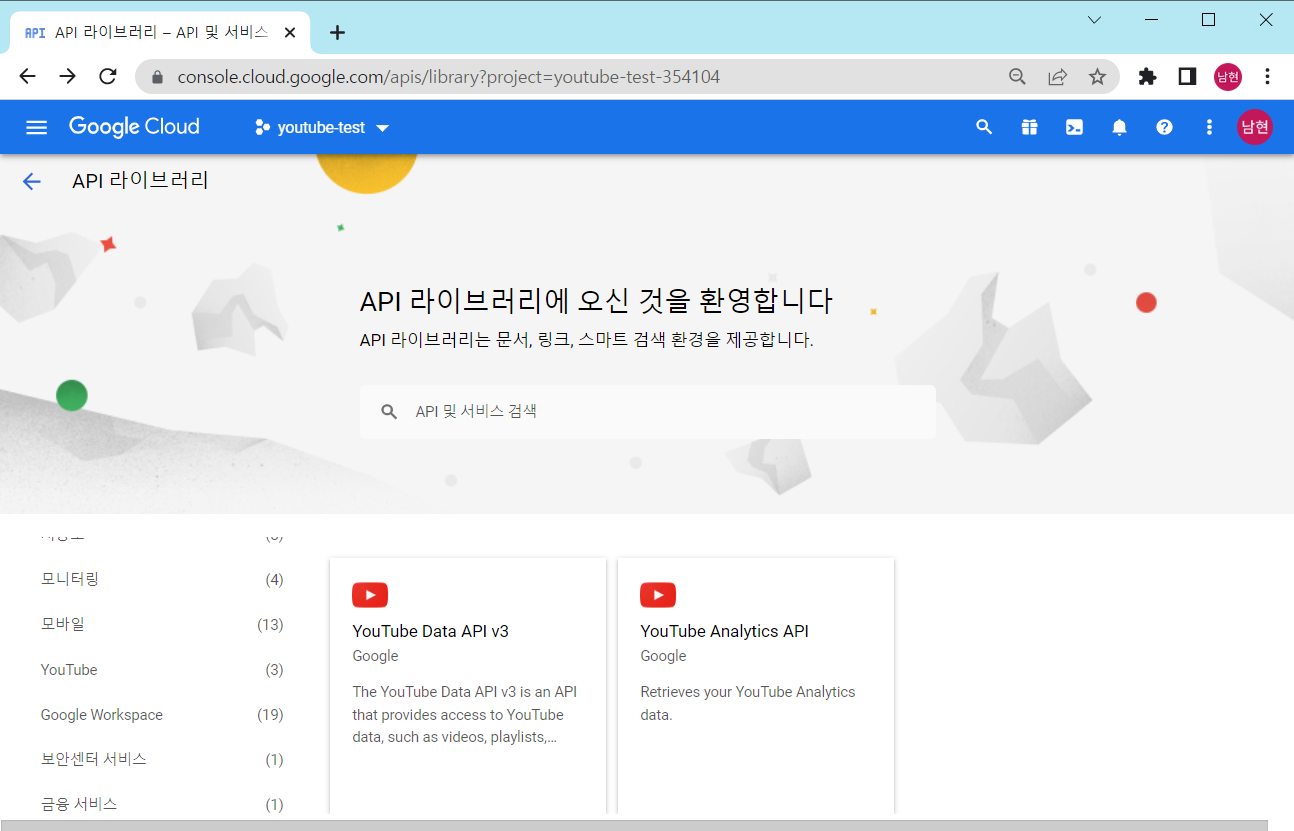 API API 라이브러리 – API 및 서비스
console.cloud.google.com/apis/library?project=youtube-test-354104
남현
Google Cloud
youtube-test
남현
API 라이브러리
API 라이브러리에 오신 것을 환영합니다
API 라이브러리는 문서, 링크, 스마트 검색 환경을 제공합니다.
API 및 서비스 검색
모니터링 (4)
모바일 (13)
YouTube (3)
Google Workspace (19)
보안센터 서비스 (1)
금융 서비스 (1)
YouTube Data API v3
Google
The YouTube Data API v3 is an API
that provides access to YouTube
data, such as videos, playlists,...
YouTube Analytics API
Google
Retrieves your YouTube Analytics
data.